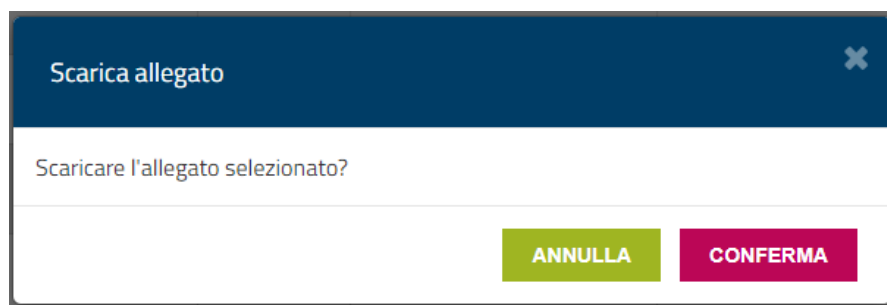 Scarica allegato
Scaricare l'allegato selezionato?
ANNULLA CONFERMA